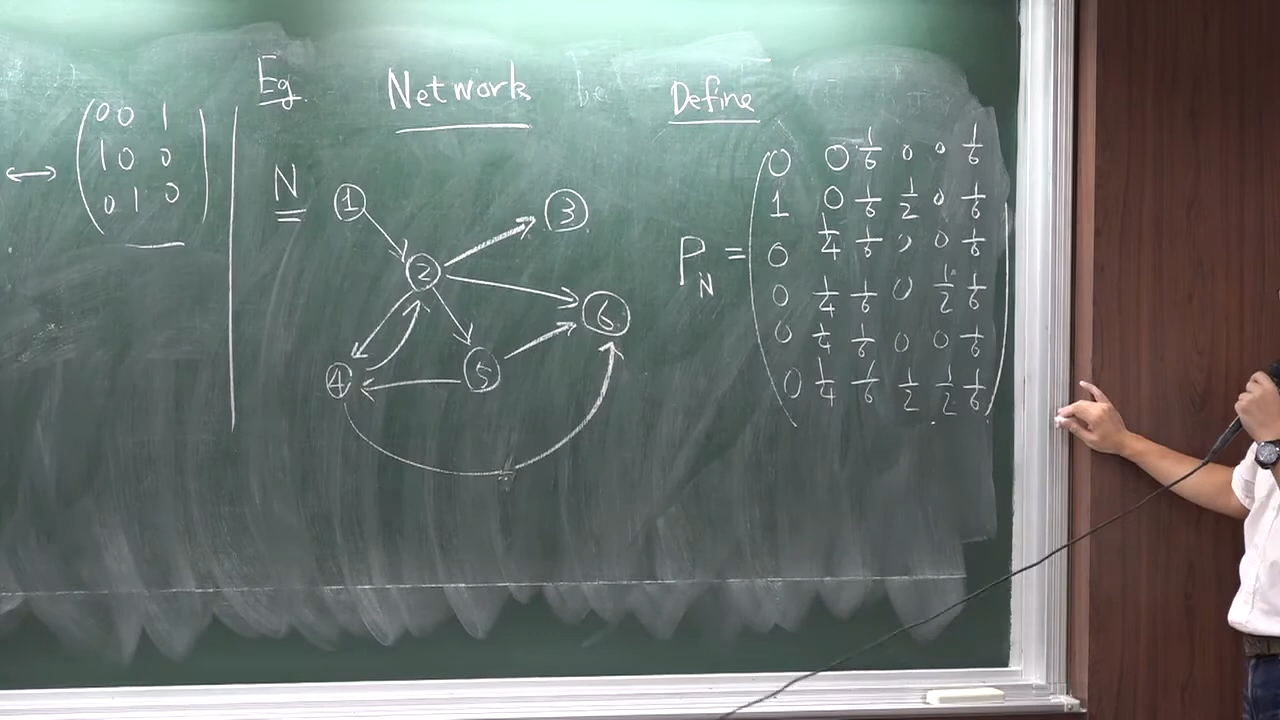 Eg. Network Define
↔ (0 0 1
1 0 0
0 1 0)
N
1
2
3
4
5
6
P_N =
0 0 1/6 0 0 1/6
1 0 1/6 1/2 0 1/6
0 1/4 1/6 0 0 1/6
0 1/4 1/6 0 1/2 1/6
0 1/4 1/6 0 0 1/6
0 1/4 1/6 1/2 1/2 1/6